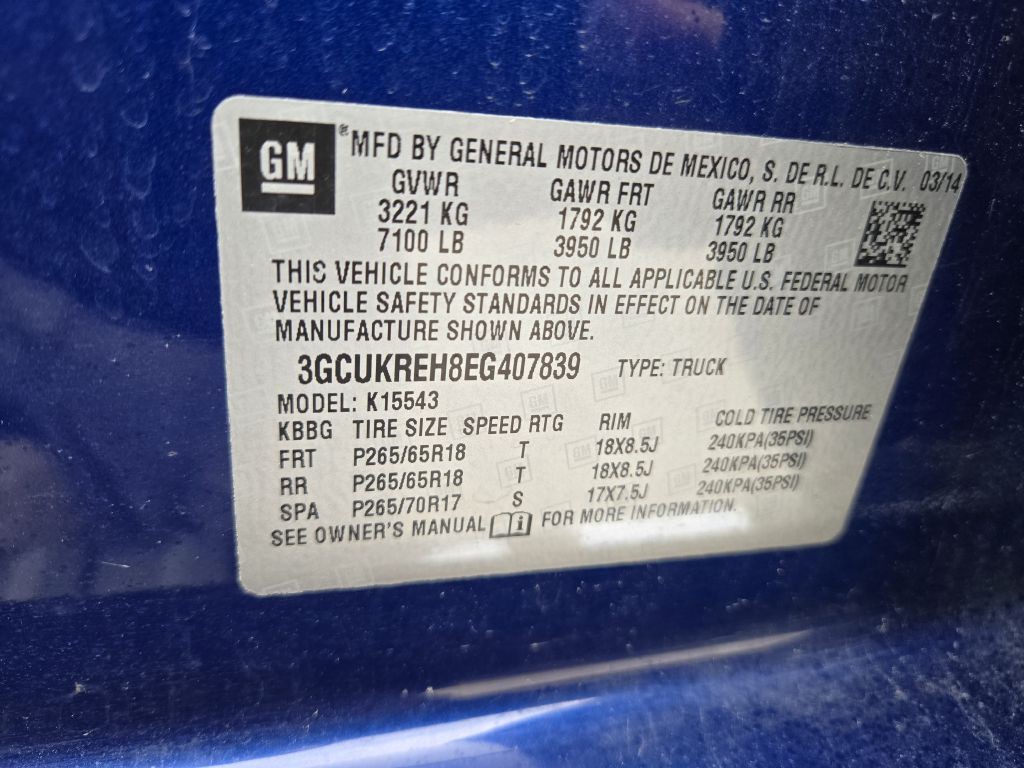 GM ® MFD BY GENERAL MOTORS DE MEXICO, S. DE R.L. DE C.V. 03/14
GVWR GAWR FRT GAWR RR
3221 KG 1792 KG 1792 KG
7100 LB 3950 LB 3950 LB
THIS VEHICLE CONFORMS TO ALL APPLICABLE U.S. FEDERAL MOTOR
VEHICLE SAFETY STANDARDS IN EFFECT ON THE DATE OF
MANUFACTURE SHOWN ABOVE.
3GCUKREH8EG407839 TYPE: TRUCK
MODEL: K15543
KBBG TIRE SIZE SPEED RTG RIM COLD TIRE PRESSURE
FRT P265/65R18 T 18X8.5J 240KPA(35PSI)
RR P265/65R18 T 18X8.5J 240KPA(35PSI)
SPA P265/70R17 S 17X7.5J 240KPA(35PSI)
SEE OWNER'S MANUAL FOR MORE INFORMATION.